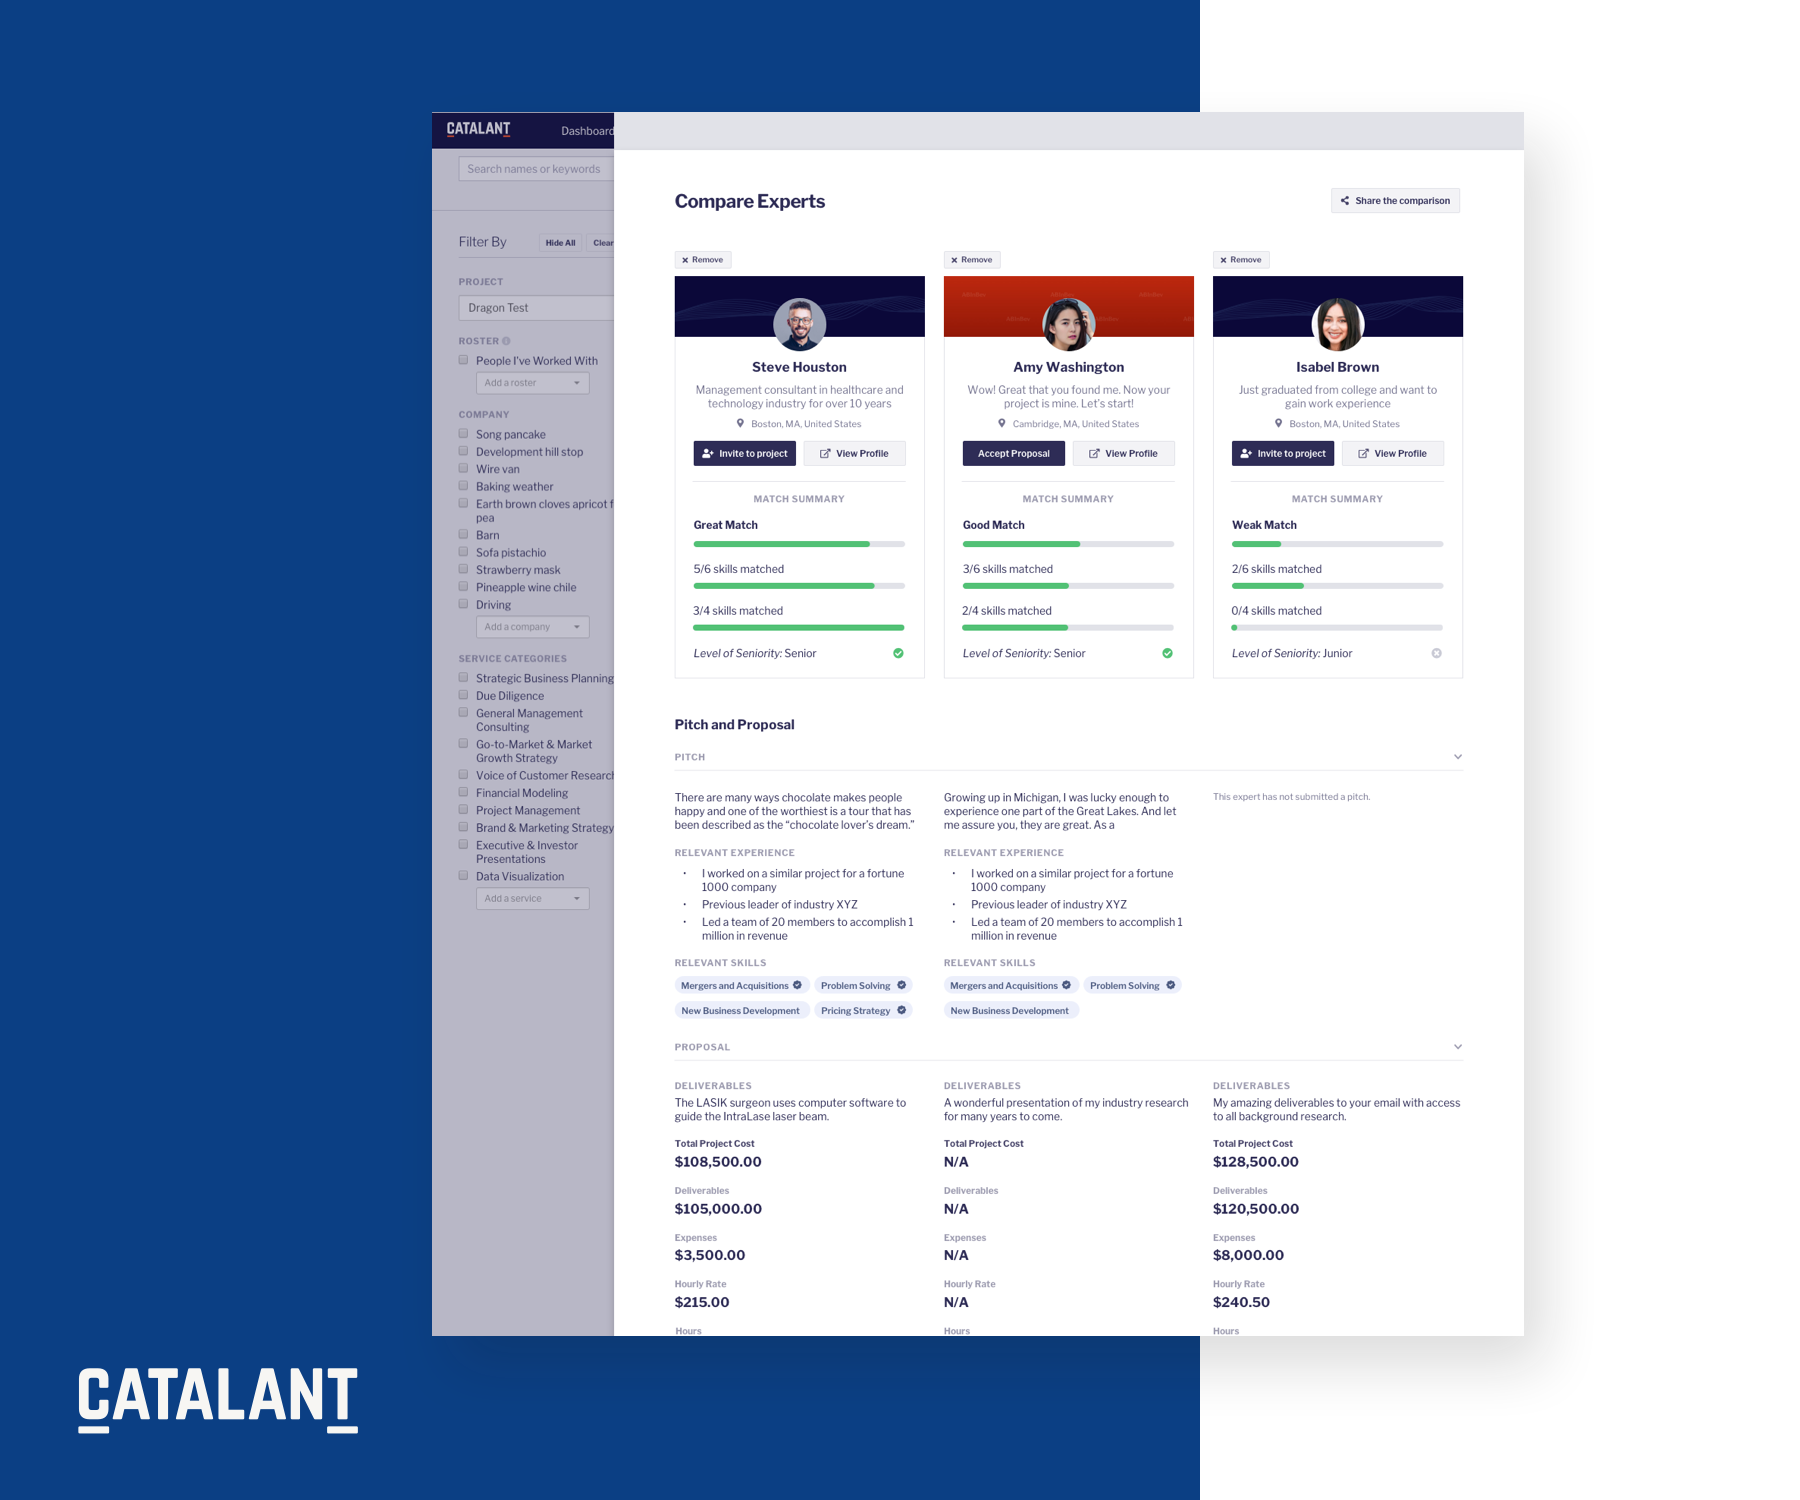 CATALANT
Dashboard
Search names or keywords
Filter By
Hide All
Clear
PROJECT
Dragon Test
ROSTER
People I've Worked With
Add a roster
COMPANY
Song pancake
Development hill stop
Wire van
Baking weather
Earth brown cloves apricot f
pea
Barn
Sofa pistachio
Strawberry mask
Pineapple wine chile
Driving
Add a company
SERVICE CATEGORIES
Strategic Business Planning
Due Diligence
General Management
Consulting
Go-to-Market & Market
Growth Strategy
Voice of Customer Research
Financial Modeling
Project Management
Brand & Marketing Strategy
Executive & Investor
Presentations
Data Visualization
Add a service
Compare Experts
Share the comparison
Remove
Steve Houston
Management consultant in healthcare and
technology industry for over 10 years
Boston, MA, United States
Invite to project
View Profile
MATCH SUMMARY
Great Match
5/6 skills matched
3/4 skills matched
Level of Seniority: Senior
Remove
Amy Washington
Wow! Great that you found me. Now your
project is mine. Let's start!
Cambridge, MA, United States
Accept Proposal
View Profile
MATCH SUMMARY
Good Match
3/6 skills matched
2/4 skills matched
Level of Seniority: Senior
Remove
Isabel Brown
Just graduated from college and want to
gain work experience
Boston, MA, United States
Invite to project
View Profile
MATCH SUMMARY
Weak Match
2/6 skills matched
0/4 skills matched
Level of Seniority: Junior
Pitch and Proposal
PITCH
There are many ways chocolate makes people
happy and one of the worthiest is a tour that has
been described as the “chocolate lover's dream.”
RELEVANT EXPERIENCE
• I worked on a similar project for a fortune
1000 company
• Previous leader of industry XYZ
• Led a team of 20 members to accomplish 1
million in revenue
RELEVANT SKILLS
Mergers and Acquisitions
Problem Solving
New Business Development
Pricing Strategy
Growing up in Michigan, I was lucky enough to
experience one part of the Great Lakes. And let
me assure you, they are great. As a
RELEVANT EXPERIENCE
• I worked on a similar project for a fortune
1000 company
• Previous leader of industry XYZ
• Led a team of 20 members to accomplish 1
million in revenue
RELEVANT SKILLS
Mergers and Acquisitions
Problem Solving
New Business Development
This expert has not submitted a pitch.
PROPOSAL
DELIVERABLES
The LASIK surgeon uses computer software to
guide the IntraLase laser beam.
Total Project Cost
$108,500.00
Deliverables
$105,000.00
Expenses
$3,500.00
Hourly Rate
$215.00
Hours
DELIVERABLES
A wonderful presentation of my industry research
for many years to come.
Total Project Cost
N/A
Deliverables
N/A
Expenses
N/A
Hourly Rate
N/A
Hours
DELIVERABLES
My amazing deliverables to your email with access
to all background research.
Total Project Cost
$128,500.00
Deliverables
$120,500.00
Expenses
$8,000.00
Hourly Rate
$240.50
Hours
CATALANT